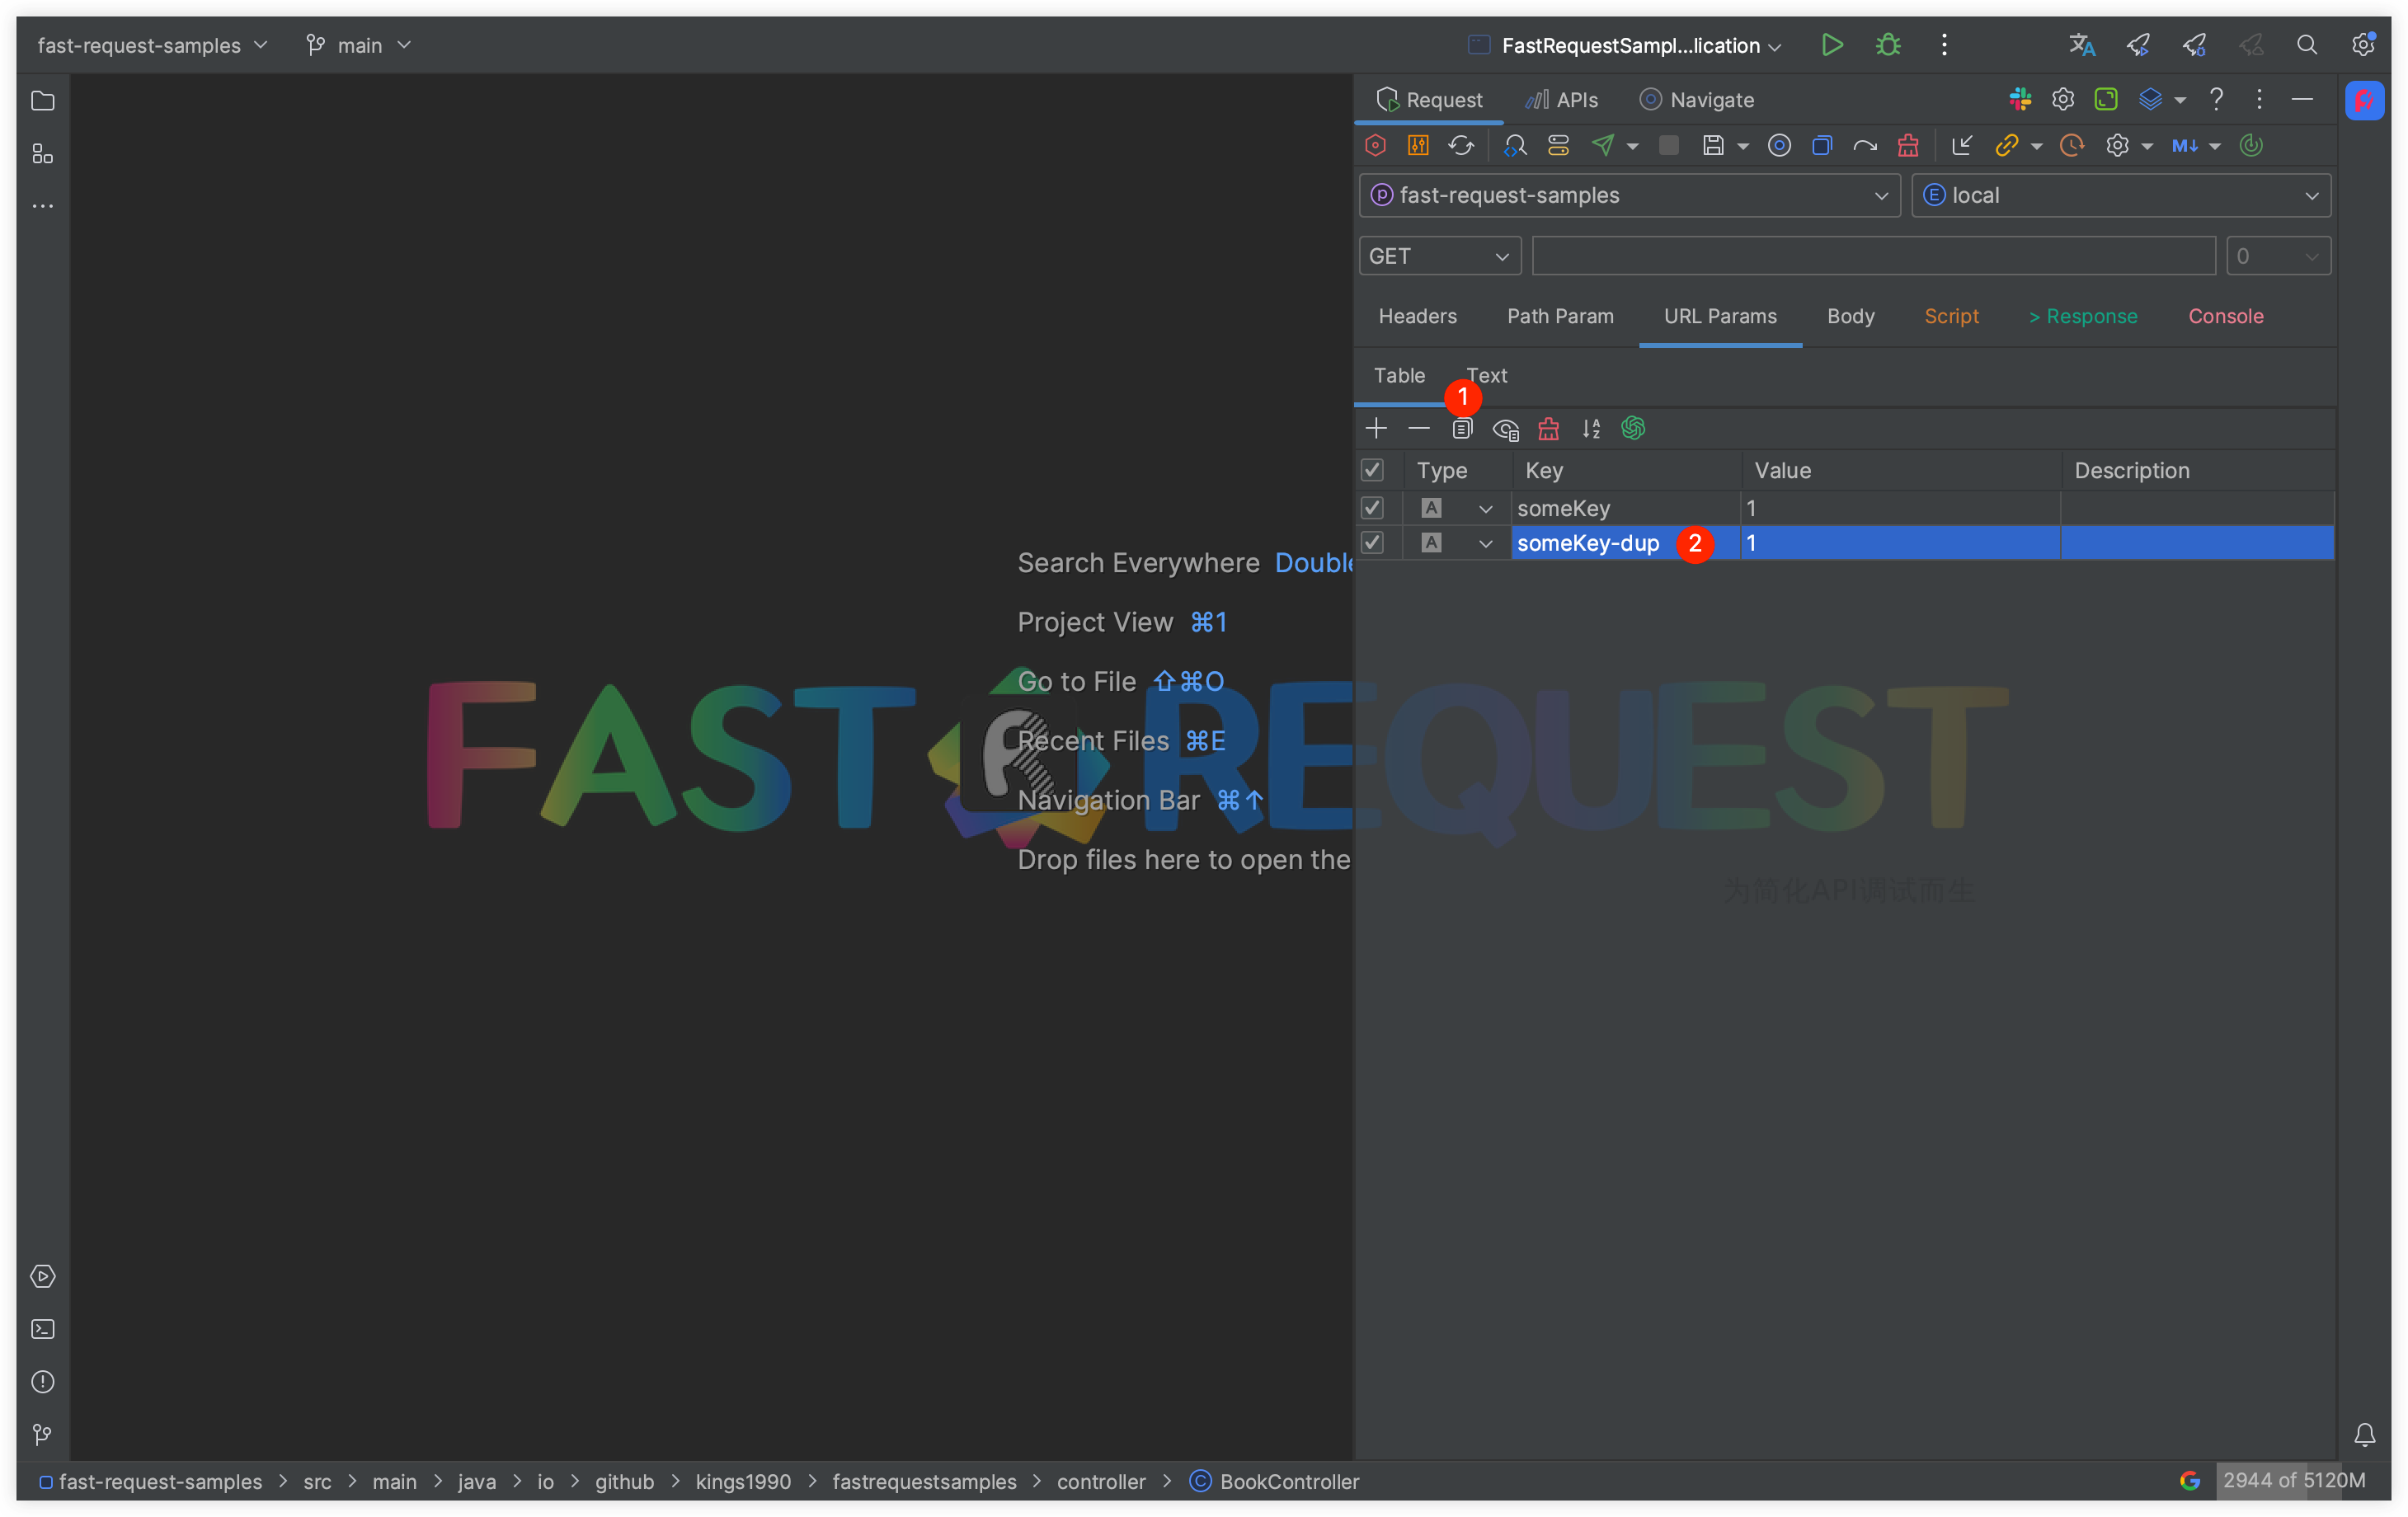 fast-request-samples main FastRequestSampl...lication
Request APIs Navigate
M↓
fast-request-samples E local
GET 0
Headers Path Param URL Params Body Script > Response Console
Table Text
1
Type Key Value Description
A someKey 1
A someKey-dup 2 1
Search Everywhere Double
Project View ⌘1
Go to File ⇧⌘O
Recent Files ⌘E
Navigation Bar ⌘↑
Drop files here to open the
FAST REQUEST
为简化API调试而生
fast-request-samples > src > main > java > io > github > kings1990 > fastrequestsamples > controller > BookController
2944 of 5120M